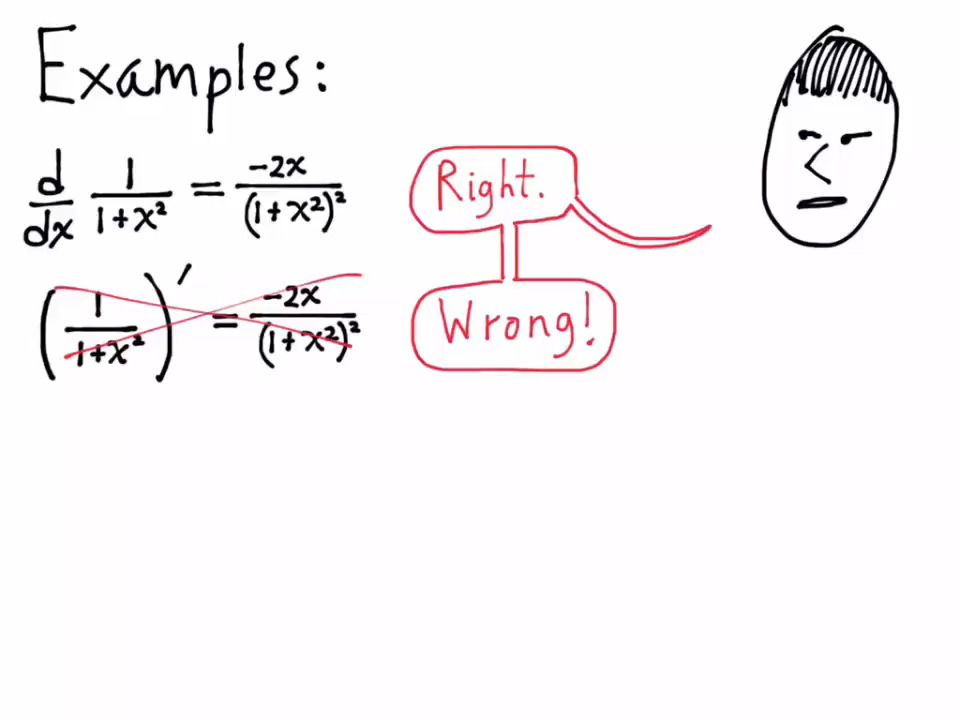 Examples:
d/dx 1/(1+x²) = -2x/(1+x²)²
Right.
(1/(1+x²))′ = -2x/(1+x²)²
Wrong!